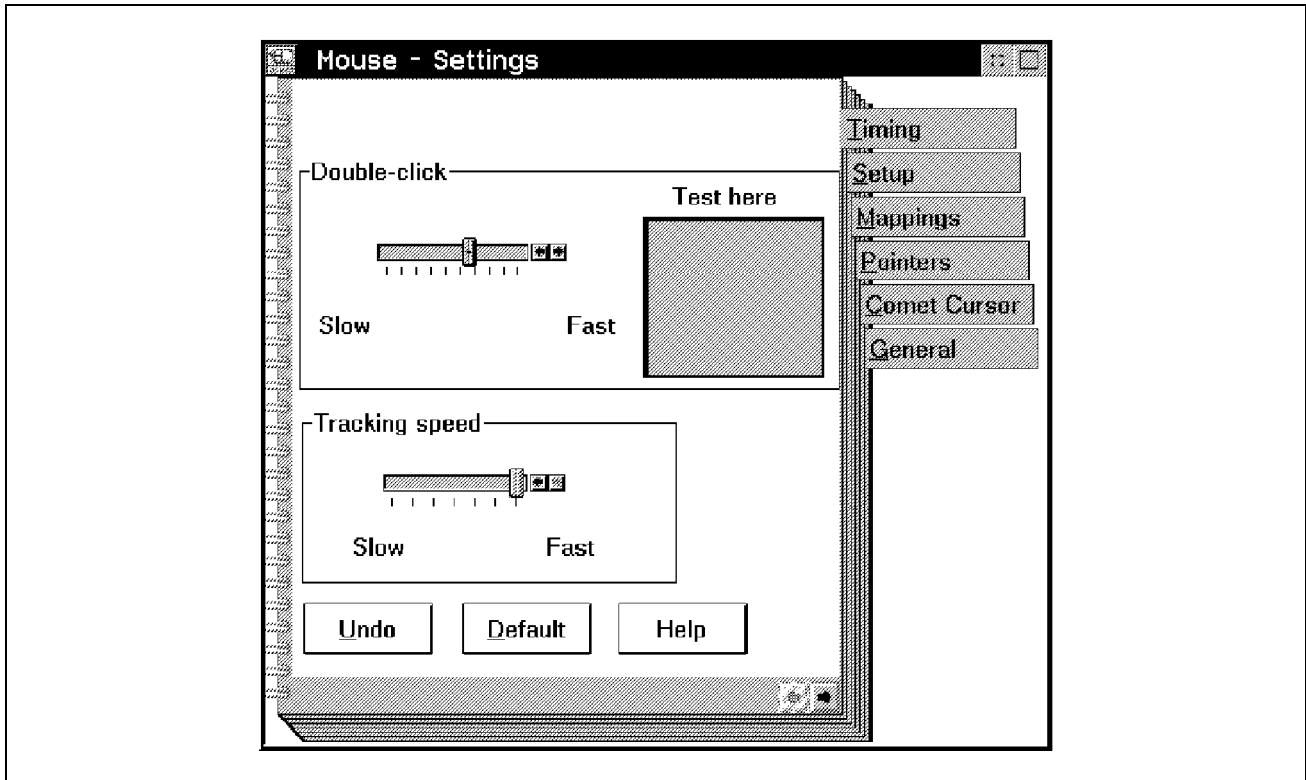 Mouse - Settings
Timing
Setup
Mappings
Pointers
Comet Cursor
General
Double-click
Test here
Slow
Fast
Tracking speed
Slow
Fast
Undo
Default
Help